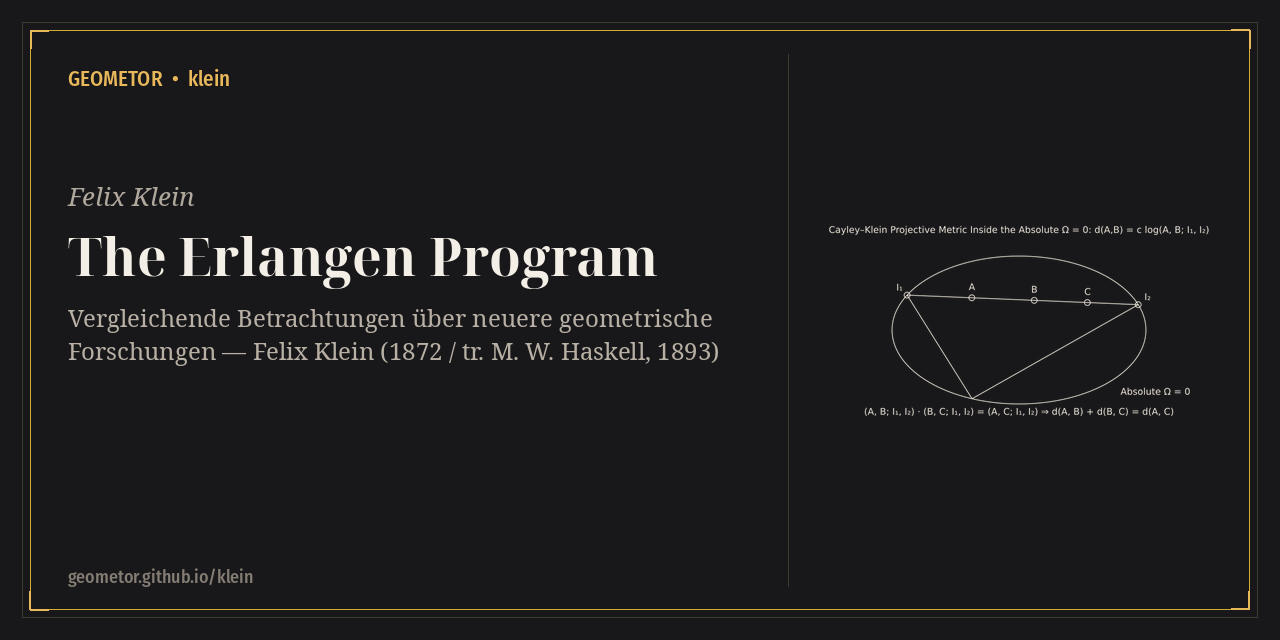 GEOMETOR • klein
Felix Klein
The Erlangen Program
Vergleichende Betrachtungen über neuere geometrische
Forschungen — Felix Klein (1872 / tr. M. W. Haskell, 1893)
geometor.github.io/klein
Cayley–Klein Projective Metric Inside the Absolute Ω = 0: d(A,B) = c log(A, B; I₁, I₂)
I₁
A
B
C
I₂
Absolute Ω = 0
(A, B; I₁, I₂) · (B, C; I₁, I₂) = (A, C; I₁, I₂) ⇒ d(A, B) + d(B, C) = d(A, C)